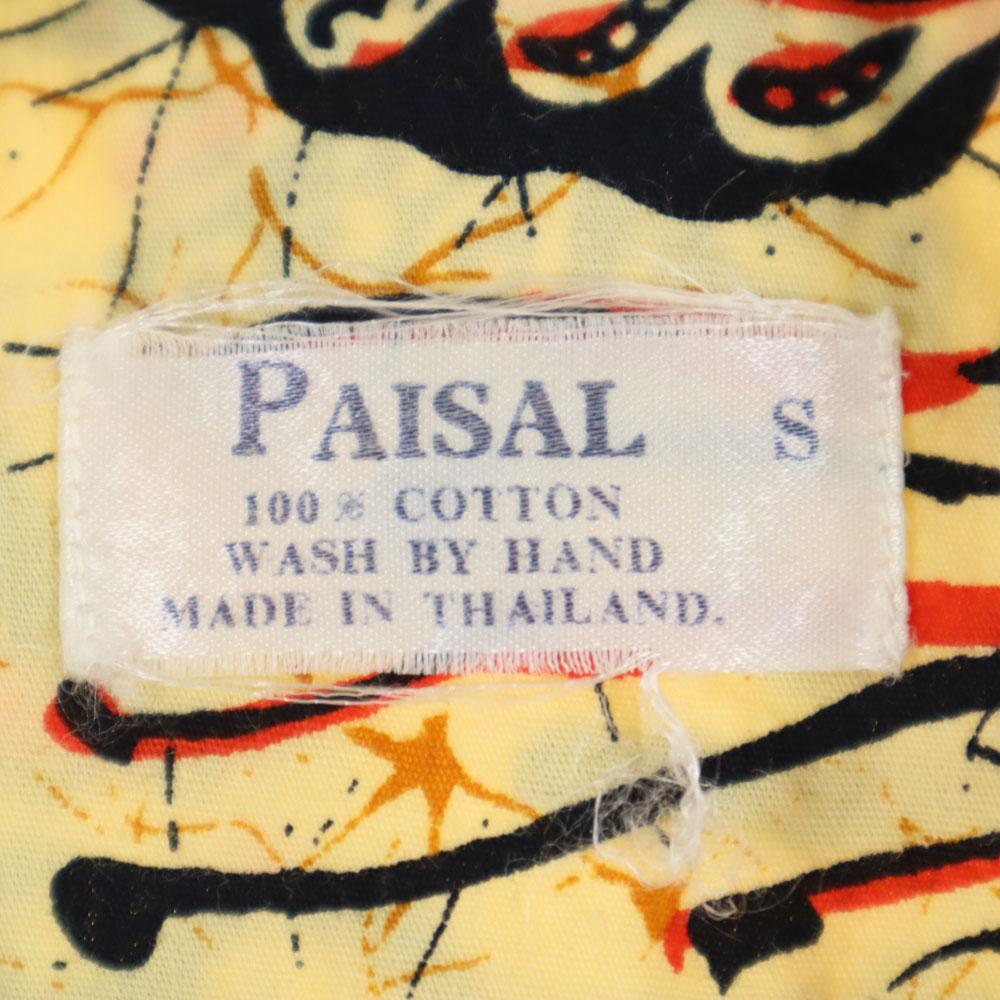 PAISAL S
100% COTTON
WASH BY HAND
MADE IN THAILAND.